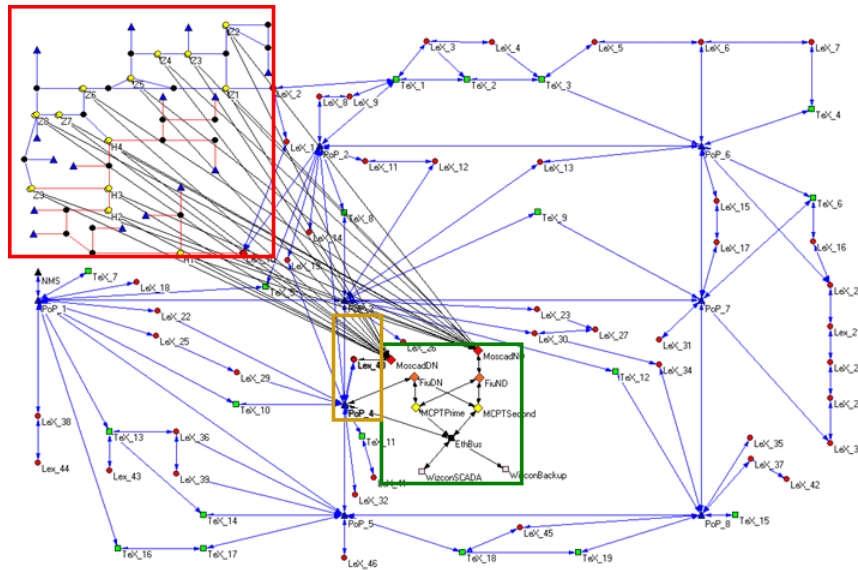 Z2
Z4
Z3
Z5
Z1
Z6
Z8
Z7
H4
Z9
H3
H2
LeX_3
LeX_4
LeX_5
LeX_6
LeX_7
TeX_1
TeX_2
TeX_3
LeX_2
LeX_8
LeX_9
TeX_4
PoP_2
PoP_6
LeX_11
LeX_12
LeX_13
TeX_8
TeX_9
LeX_15
TeX_6
LeX_14
LeX_17
LeX_16
NMS
TeX_7
LeX_18
PoP_1
PoP_7
LeX_22
LeX_23
LeX_25
LeX_27
LeX_30
LeX_31
MoscadND
MoscadDN
LeX_29
LeX_34
TeX_12
FiuDN
FiuND
TeX_10
MCPTPrime
MCPTSecond
PoP_4
LeX_38
TeX_13
LeX_36
TeX_11
EthBus
LeX_35
Lex_44
Lex_43
LeX_39
WizconSCADA
WizconBackup
LeX_37
LeX_42
LeX_32
TeX_14
PoP_5
PoP_8
TeX_15
LeX_45
TeX_16
TeX_17
LeX_46
TeX_18
TeX_19